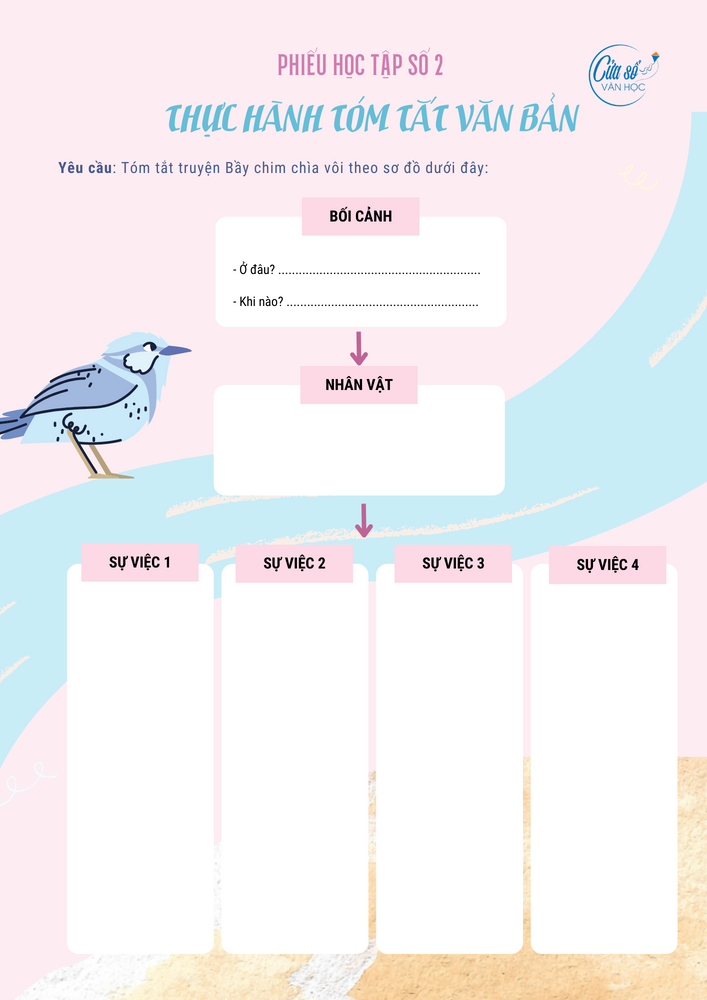 PHIẾU HỌC TẬP SỐ 2
Cửa sổ
VĂN HỌC
THỰC HÀNH TÓM TẮT VĂN BẢN
Yêu cầu: Tóm tắt truyện Bầy chim chìa vôi theo sơ đồ dưới đây:
BỐI CẢNH
- Ở đâu? ...........................................................
- Khi nào? ........................................................
NHÂN VẬT
SỰ VIỆC 1
SỰ VIỆC 2
SỰ VIỆC 3
SỰ VIỆC 4